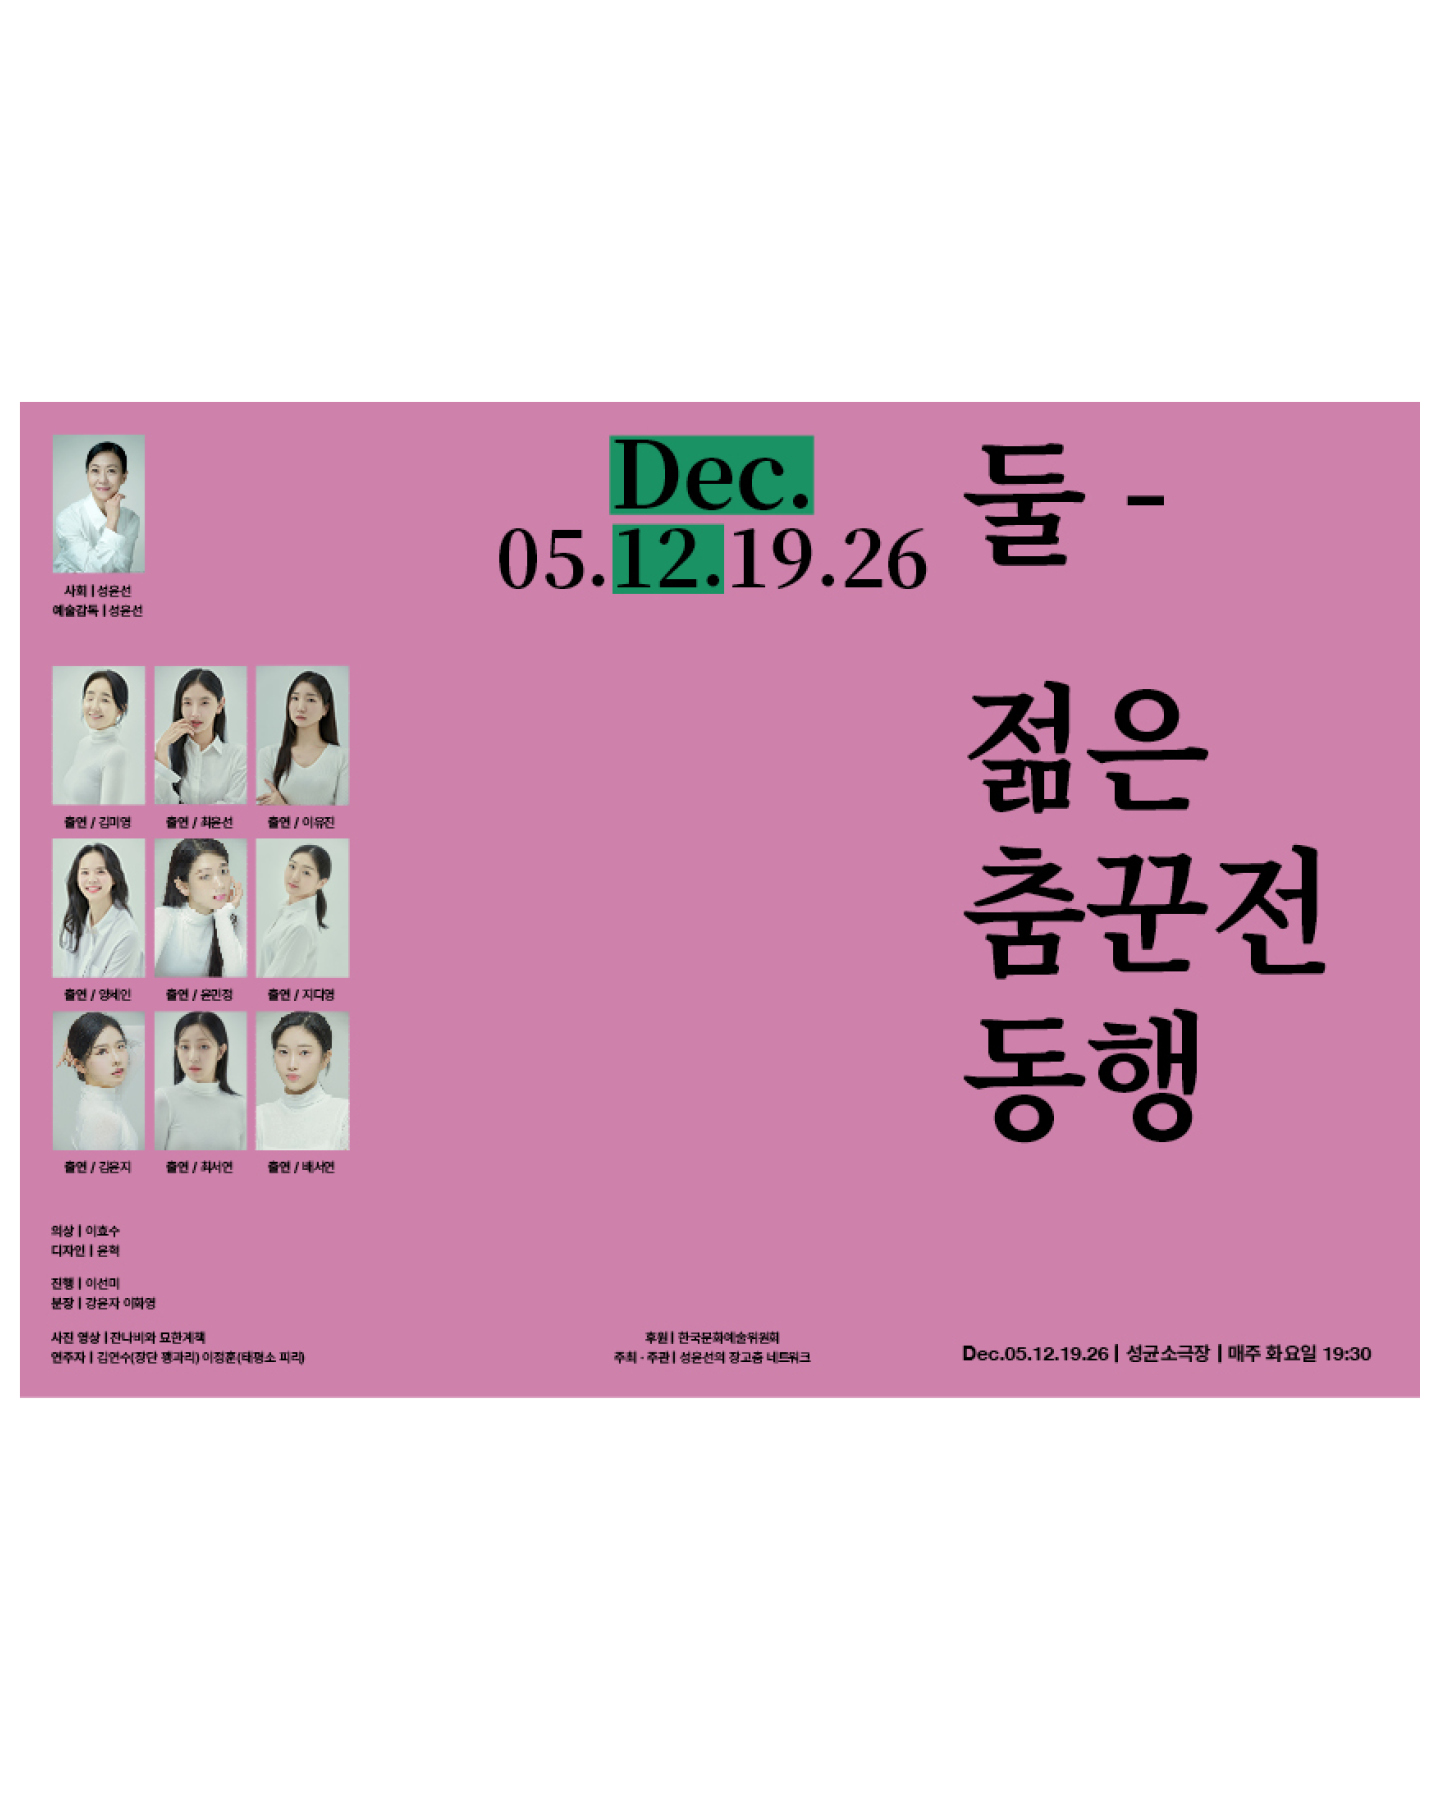 Dec.
05.12.19.26
둘 -
젊은
춤꾼전
동행
사회 | 성윤선
예술감독 | 성윤선
출연 / 김미영
출연 / 최윤선
출연 / 이유진
출연 / 양세인
출연 / 윤민정
출연 / 지다영
출연 / 김윤지
출연 / 최서연
출연 / 배서연
의상 | 이효수
디자인 | 윤혁
진행 | 이선미
분장 | 강윤자 이화영
사진 영상 | 잔나비와 묘한계책
연주자 | 김연수(장단 꽹과리) 이정훈(태평소 피리)
후원 | 한국문화예술위원회
주최 · 주관 | 성윤선의 장고춤 네트워크
Dec.05.12.19.26 | 성균소극장 | 매주 화요일 19:30